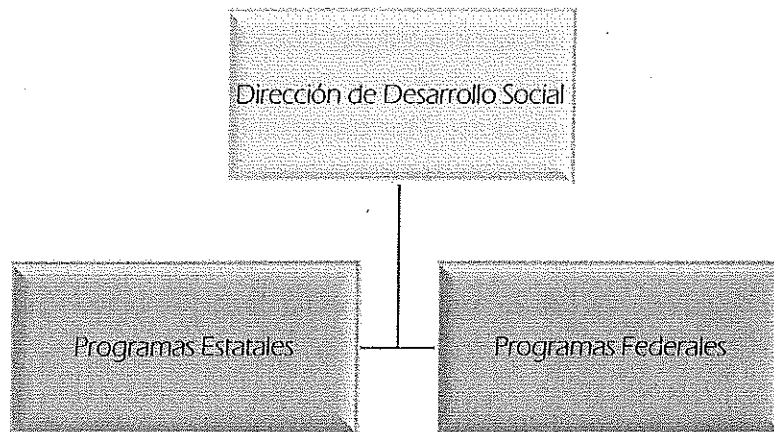 Dirección de Desarrollo Social
Programas Estatales
Programas Federales